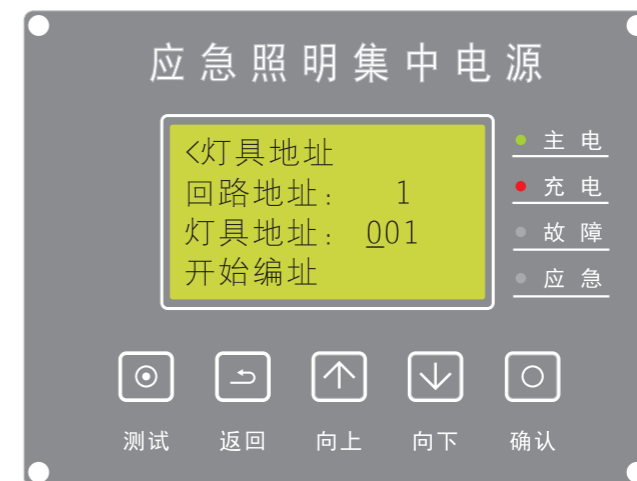 应急照明集中电源
<灯具地址
回路地址： 1
灯具地址： 001
开始编址
主电
充电
故障
应急
测试 返回 向上 向下 确认